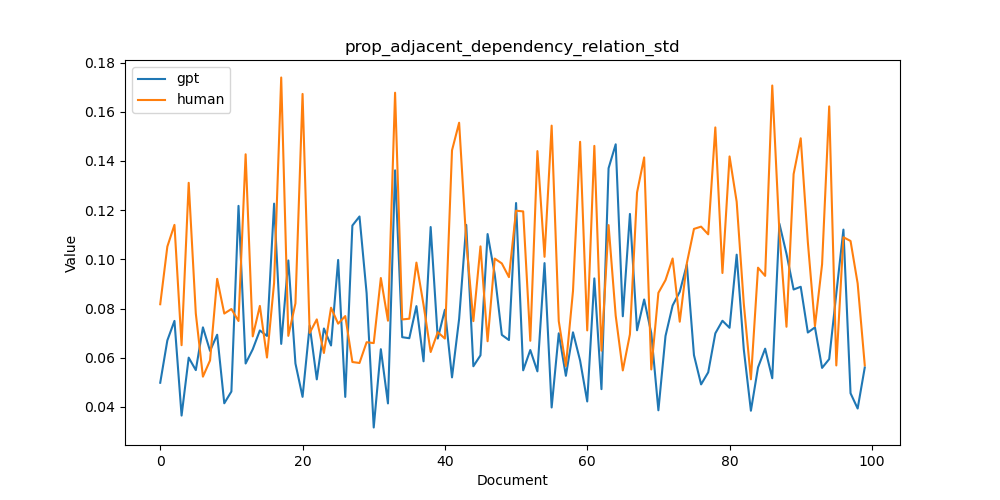 prop_adjacent_dependency_relation_std
gpt
human
Value
0.18
0.16
0.14
0.12
0.10
0.08
0.06
0.04
0 20 40 60 80 100
Document